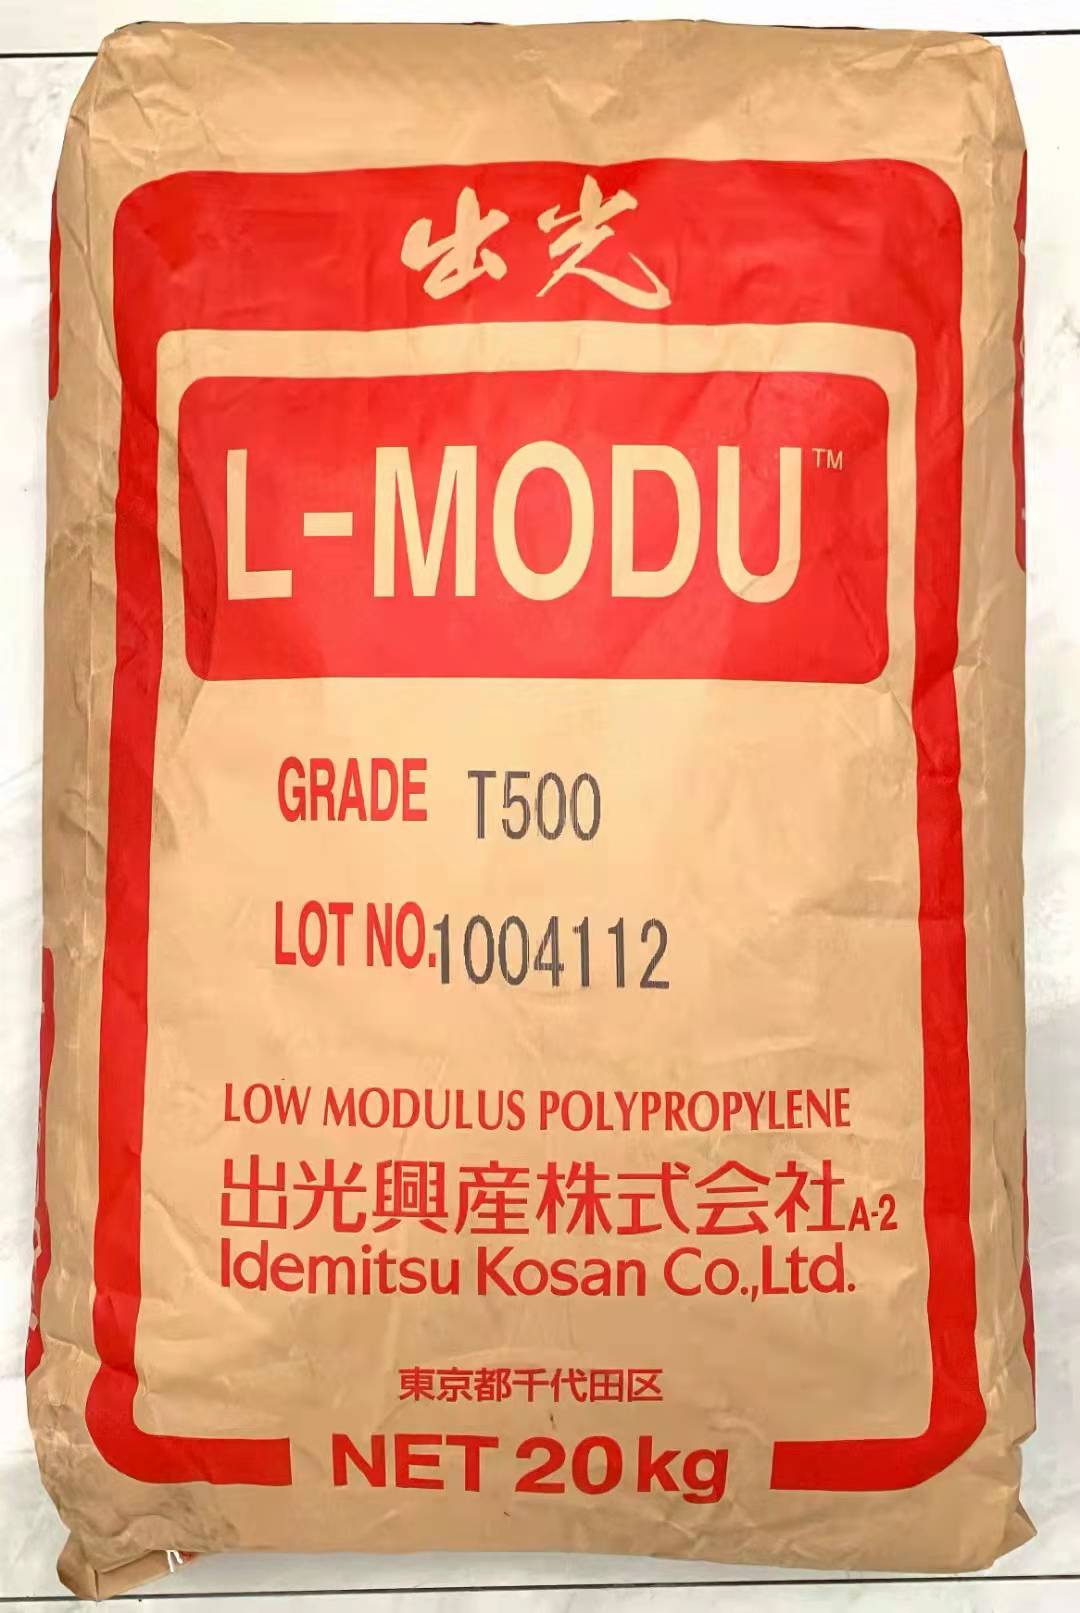 出光
L-MODU™
GRADE T500
LOT NO.1004112
LOW MODULUS POLYPROPYLENE
出光興産株式会社A-2
Idemitsu Kosan Co.,Ltd.
東京都千代田区
NET 20kg